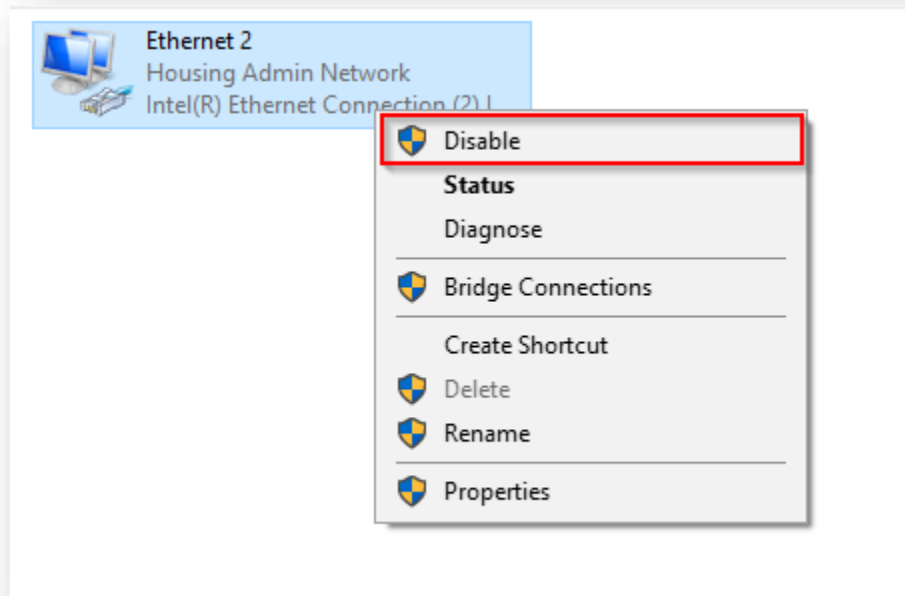 Ethernet 2
Housing Admin Network
Intel(R) Ethernet Connection (2) I
Disable
Status
Diagnose
Bridge Connections
Create Shortcut
Delete
Rename
Properties